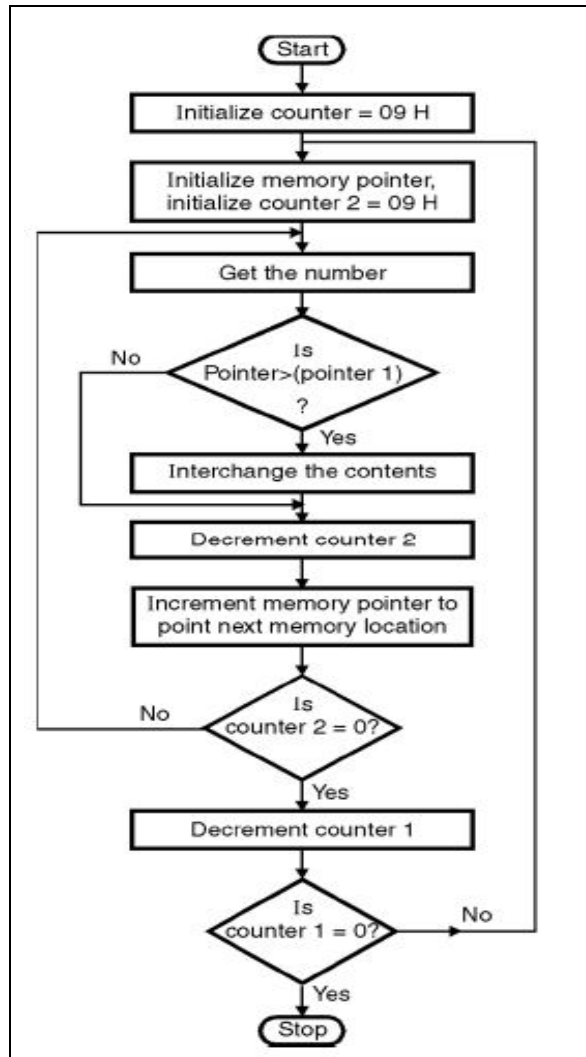 Start
Initialize counter = 09 H
Initialize memory pointer,
initialize counter 2 = 09 H
Get the number
Is
Pointer>(pointer 1)
?
No
Yes
Interchange the contents
Decrement counter 2
Increment memory pointer to
point next memory location
Is
counter 2 = 0?
No
Yes
Decrement counter 1
Is
counter 1 = 0?
No
Yes
Stop